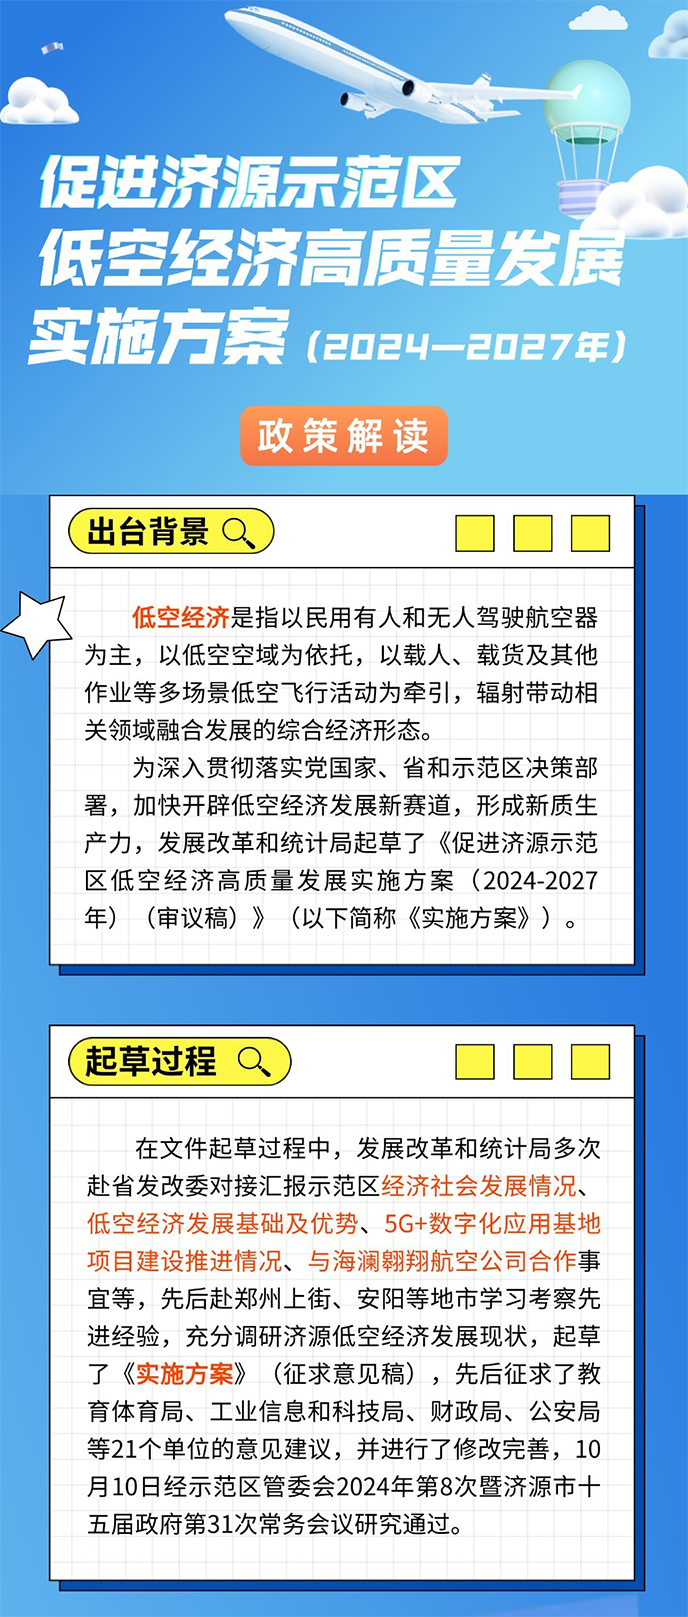 促进济源示范区
低空经济高质量发展
实施方案（2024—2027年）
政策解读
出台背景
低空经济是指以民用有人和无人驾驶航空器
为主，以低空空域为依托，以载人、载货及其他
作业等多场景低空飞行活动为牵引，辐射带动相
关领域融合发展的综合经济形态。
为深入贯彻落实党国家、省和示范区决策部
署，加快开辟低空经济发展新赛道，形成新质生
产力，发展改革和统计局起草了《促进济源示范
区低空经济高质量发展实施方案（2024-2027
年）（审议稿）》（以下简称《实施方案》）。
起草过程
在文件起草过程中，发展改革和统计局多次
赴省发改委对接汇报示范区经济社会发展情况、
低空经济发展基础及优势、5G+数字化应用基地
项目建设推进情况、与海澜翱翔航空公司合作事
宜等，先后赴郑州上街、安阳等地市学习考察先
进经验，充分调研济源低空经济发展现状，起草
了《实施方案》（征求意见稿），先后征求了教
育体育局、工业信息和科技局、财政局、公安局
等21个单位的意见建议，并进行了修改完善，10
月10日经示范区管委会2024年第8次暨济源市十
五届政府第31次常务会议研究通过。